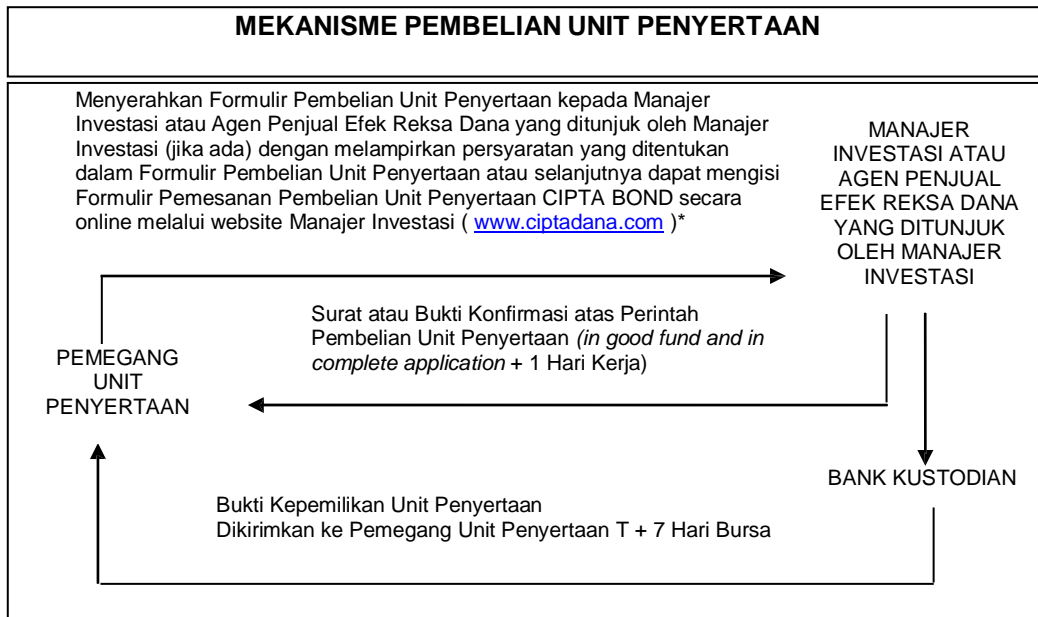 MEKANISME PEMBELIAN UNIT PENYERTAAN
Menyerahkan Formulir Pembelian Unit Penyertaan kepada Manajer
Investasi atau Agen Penjual Efek Reksa Dana yang ditunjuk oleh Manajer
Investasi (jika ada) dengan melampirkan persyaratan yang ditentukan
dalam Formulir Pembelian Unit Penyertaan atau selanjutnya dapat mengisi
Formulir Pemesanan Pembelian Unit Penyertaan CIPTA BOND secara
online melalui website Manajer Investasi ( www.ciptadana.com )*
MANAJER
INVESTASI ATAU
AGEN PENJUAL
EFEK REKSA DANA
YANG DITUNJUK
OLEH MANAJER
INVESTASI
Surat atau Bukti Konfirmasi atas Perintah
Pembelian Unit Penyertaan (in good fund and in
complete application + 1 Hari Kerja)
PEMEGANG
UNIT
PENYERTAAN
BANK KUSTODIAN
Bukti Kepemilikan Unit Penyertaan
Dikirimkan ke Pemegang Unit Penyertaan T + 7 Hari Bursa